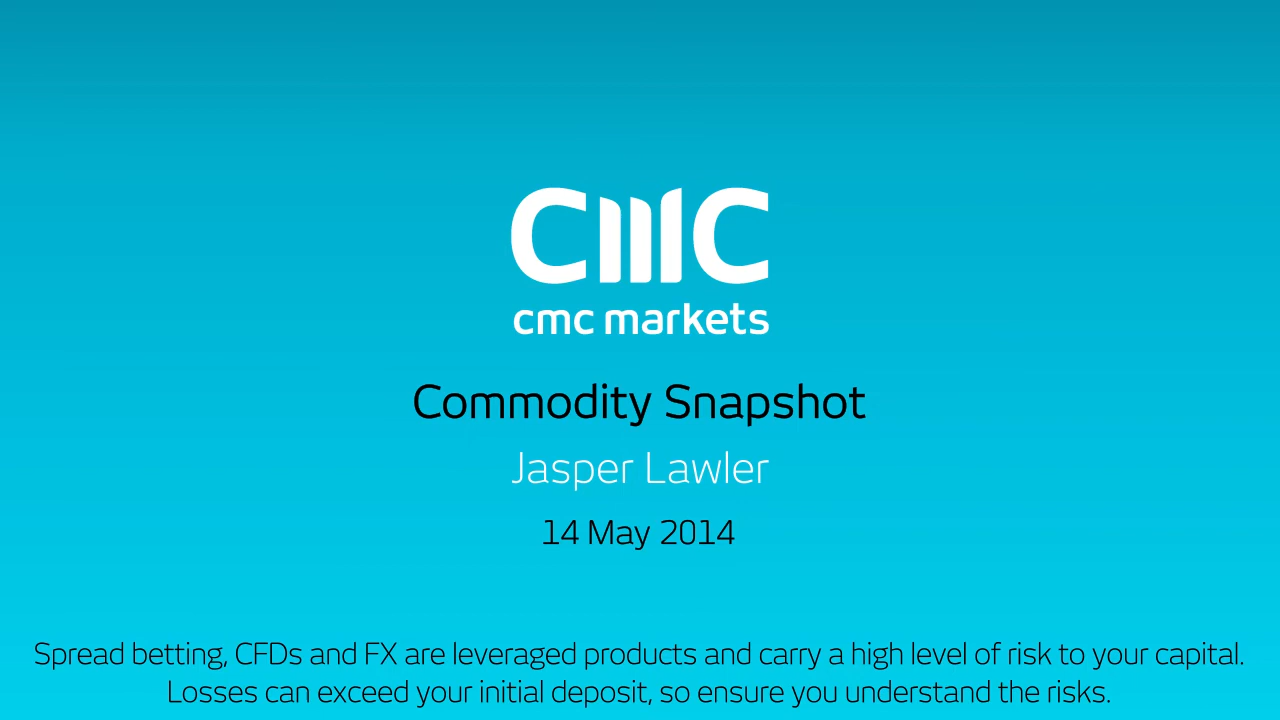 CMC
cmc markets
Commodity Snapshot
Jasper Lawler
14 May 2014
Spread betting, CFDs and FX are leveraged products and carry a high level of risk to your capital.
Losses can exceed your initial deposit, so ensure you understand the risks.